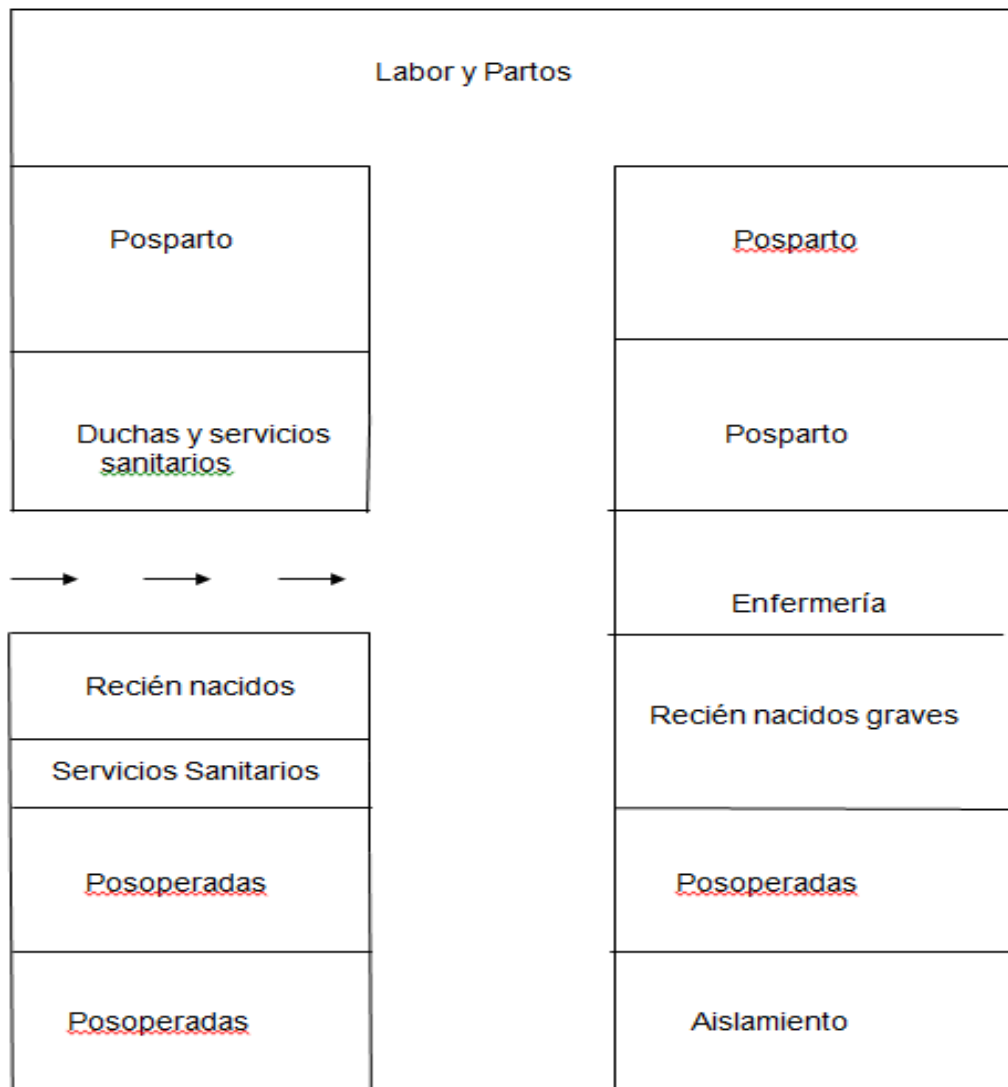 Labor y Partos
Posparto
Posparto
Duchas y servicios
sanitarios
Posparto
Enfermería
Recién nacidos
Recién nacidos graves
Servicios Sanitarios
Posoperadas
Posoperadas
Posoperadas
Aislamiento